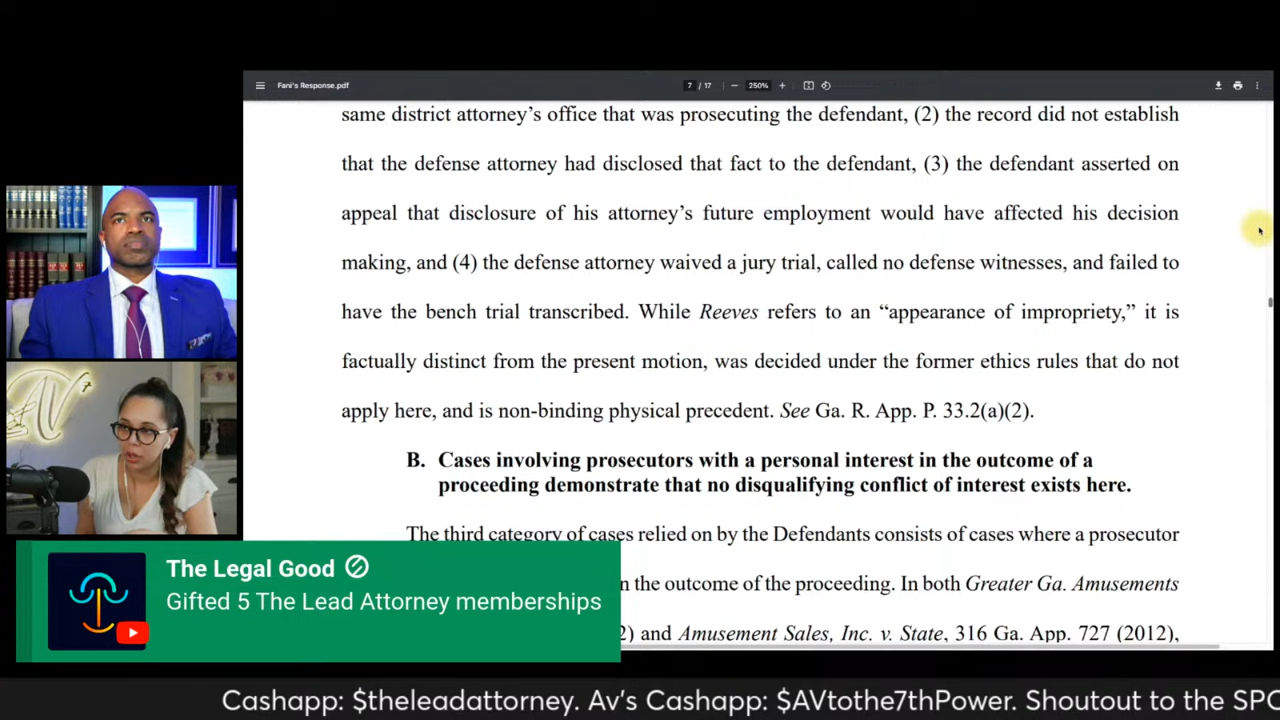 Fani's Response.pdf
7 / 17
250%
same district attorney's office that was prosecuting the defendant, (2) the record did not establish
that the defense attorney had disclosed that fact to the defendant, (3) the defendant asserted on
appeal that disclosure of his attorney's future employment would have affected his decision
making, and (4) the defense attorney waived a jury trial, called no defense witnesses, and failed to
have the bench trial transcribed. While Reeves refers to an “appearance of impropriety,” it is
factually distinct from the present motion, was decided under the former ethics rules that do not
apply here, and is non-binding physical precedent. See Ga. R. App. P. 33.2(a)(2).
B. Cases involving prosecutors with a personal interest in the outcome of a
proceeding demonstrate that no disqualifying conflict of interest exists here.
The third category of cases relied on by the Defendants consists of cases where a prosecutor
n the outcome of the proceeding. In both Greater Ga. Amusements
2) and Amusement Sales, Inc. v. State, 316 Ga. App. 727 (2012),
The Legal Good
Gifted 5 The Lead Attorney memberships
Cashapp: $theleadattorney. Av's Cashapp: $AVtothe7thPower. Shoutout to the SPO